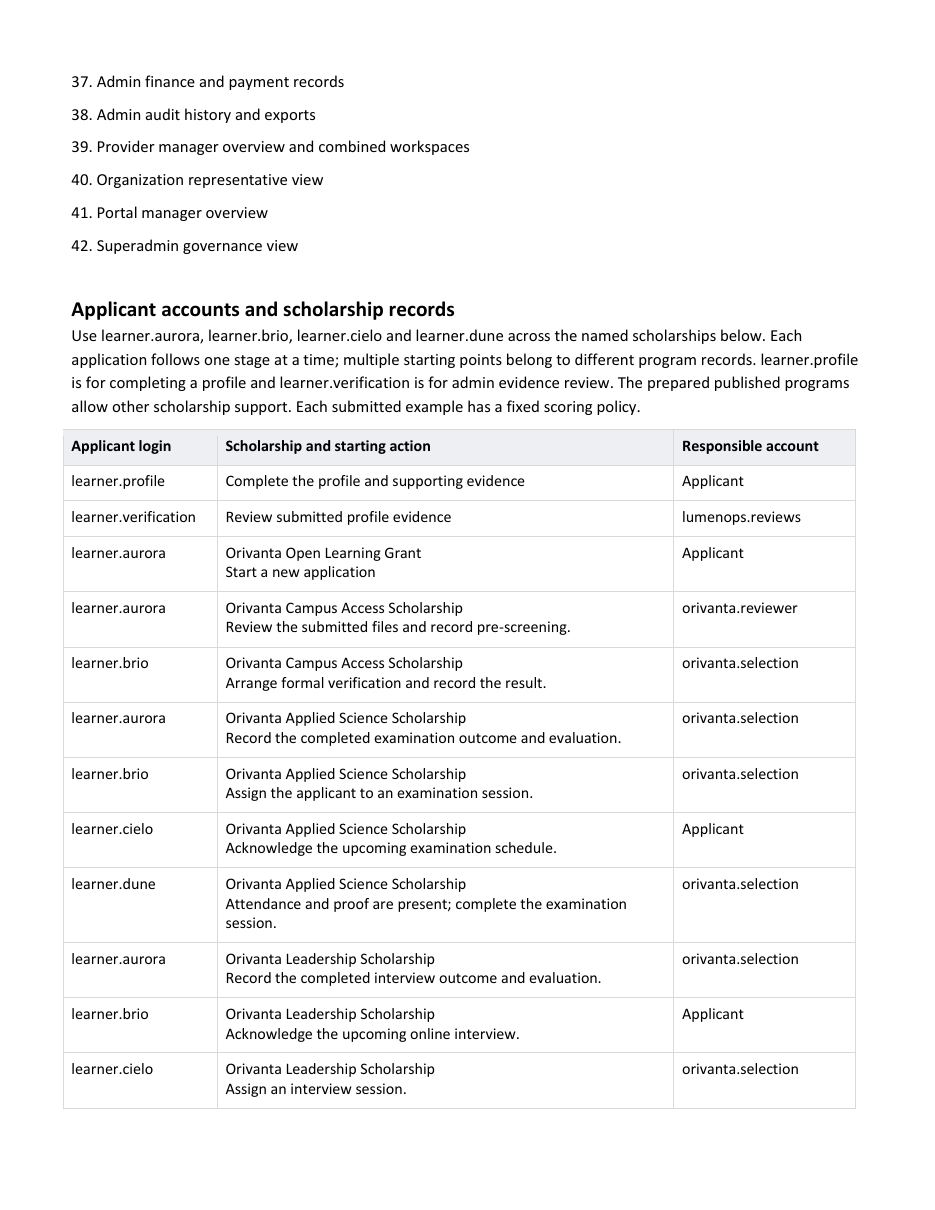 37. Admin finance and payment records
38. Admin audit history and exports
39. Provider manager overview and combined workspaces
40. Organization representative view
41. Portal manager overview
42. Superadmin governance view
Applicant accounts and scholarship records
Use learner.aurora, learner.brio, learner.cielo and learner.dune across the named scholarships below. Each
application follows one stage at a time; multiple starting points belong to different program records. learner.profile
is for completing a profile and learner.verification is for admin evidence review. The prepared published programs
allow other scholarship support. Each submitted example has a fixed scoring policy.
Applicant login Scholarship and starting action Responsible account
learner.profile Complete the profile and supporting evidence Applicant
learner.verification Review submitted profile evidence lumenops.reviews
learner.aurora Orivanta Open Learning Grant Applicant
Start a new application
learner.aurora Orivanta Campus Access Scholarship orivanta.reviewer
Review the submitted files and record pre-screening.
learner.brio Orivanta Campus Access Scholarship orivanta.selection
Arrange formal verification and record the result.
learner.aurora Orivanta Applied Science Scholarship orivanta.selection
Record the completed examination outcome and evaluation.
learner.brio Orivanta Applied Science Scholarship orivanta.selection
Assign the applicant to an examination session.
learner.cielo Orivanta Applied Science Scholarship Applicant
Acknowledge the upcoming examination schedule.
learner.dune Orivanta Applied Science Scholarship orivanta.selection
Attendance and proof are present; complete the examination
session.
learner.aurora Orivanta Leadership Scholarship orivanta.selection
Record the completed interview outcome and evaluation.
learner.brio Orivanta Leadership Scholarship Applicant
Acknowledge the upcoming online interview.
learner.cielo Orivanta Leadership Scholarship orivanta.selection
Assign an interview session.